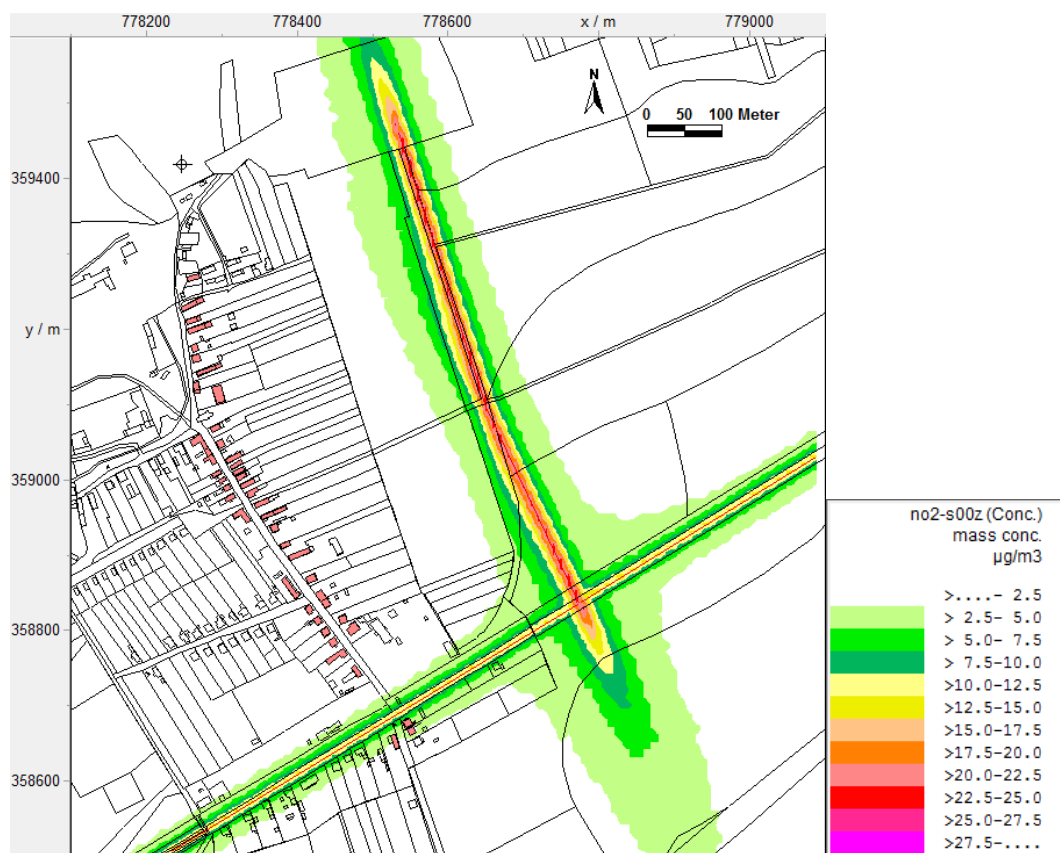 778200 778400 778600 x / m 779000
N
0 50 100 Meter
359400
y / m
359000
358800
358600
no2-s00z (Conc.)
mass conc.
µg/m3
>....- 2.5
> 2.5- 5.0
> 5.0- 7.5
> 7.5-10.0
>10.0-12.5
>12.5-15.0
>15.0-17.5
>17.5-20.0
>20.0-22.5
>22.5-25.0
>25.0-27.5
>27.5-....